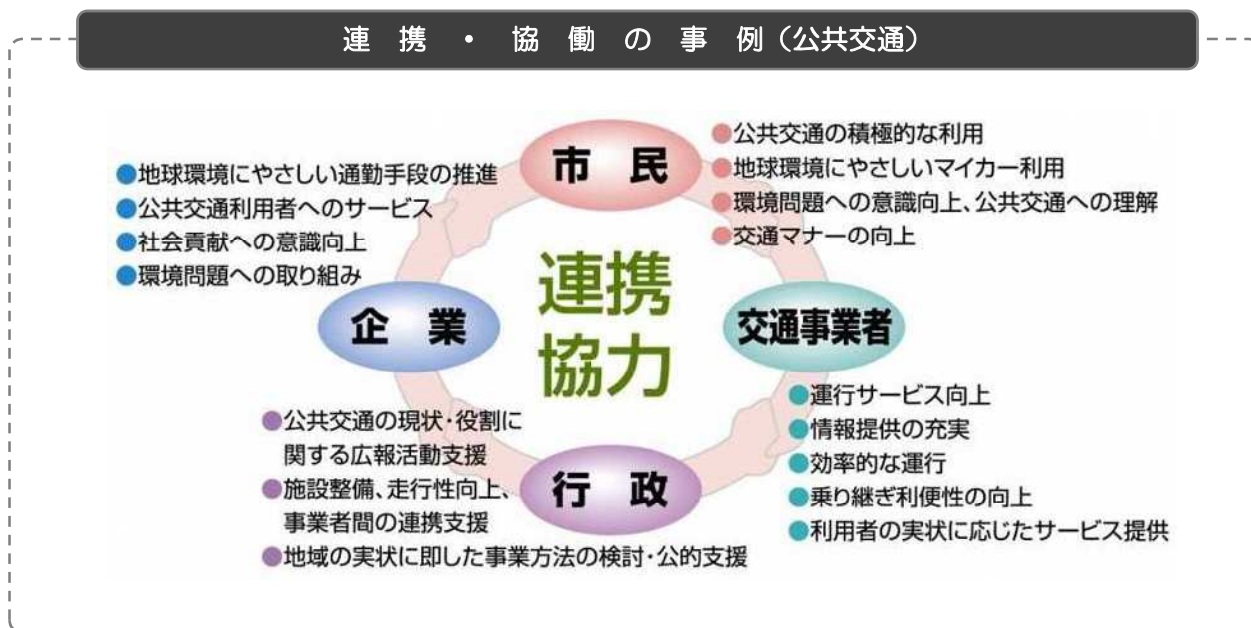 連携・協働の事例（公共交通）
市民
●公共交通の積極的な利用
●地球環境にやさしいマイカー利用
●環境問題への意識向上、公共交通への理解
●交通マナーの向上
●地球環境にやさしい通勤手段の推進
●公共交通利用者へのサービス
●社会貢献への意識向上
●環境問題への取り組み
企業
連携
協力
交通事業者
●運行サービス向上
●情報提供の充実
●効率的な運行
●乗り継ぎ利便性の向上
●利用者の実状に応じたサービス提供
●公共交通の現状・役割に
関する広報活動支援
●施設整備、走行性向上、
事業者間の連携支援
●地域の実状に即した事業方法の検討・公的支援
行政